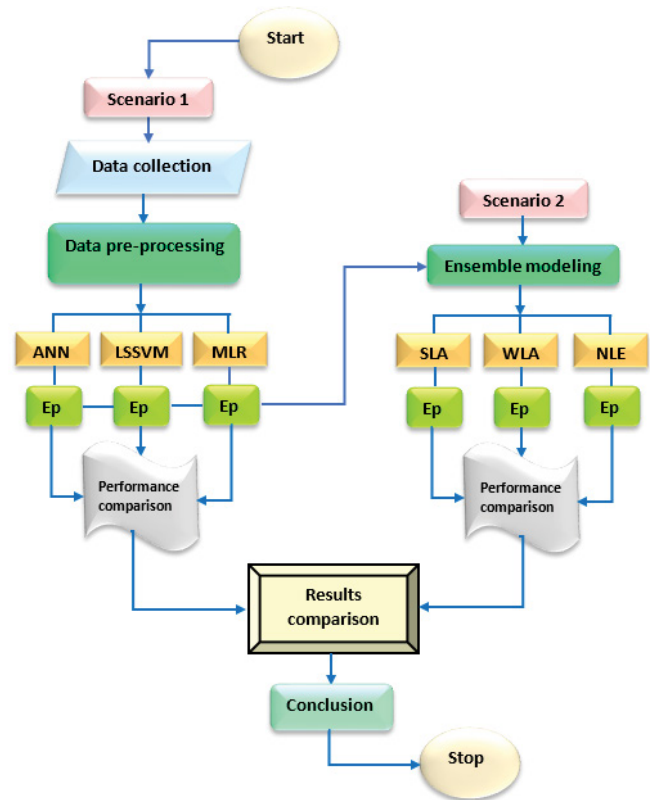 Start
Scenario 1
Data collection
Data pre-processing
ANN
LSSVM
MLR
Ep
Ep
Ep
Performance
comparison
Scenario 2
Ensemble modeling
SLA
WLA
NLE
Ep
Ep
Ep
Performance
comparison
Results
comparison
Conclusion
Stop